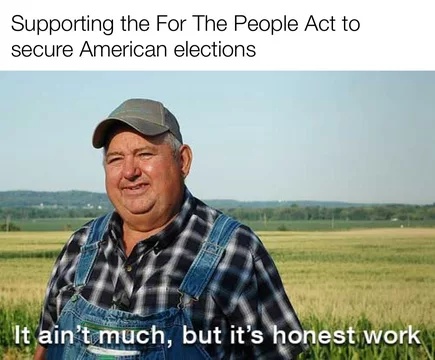 Supporting the For The People Act to
secure American elections
It ain't much, but it's honest work